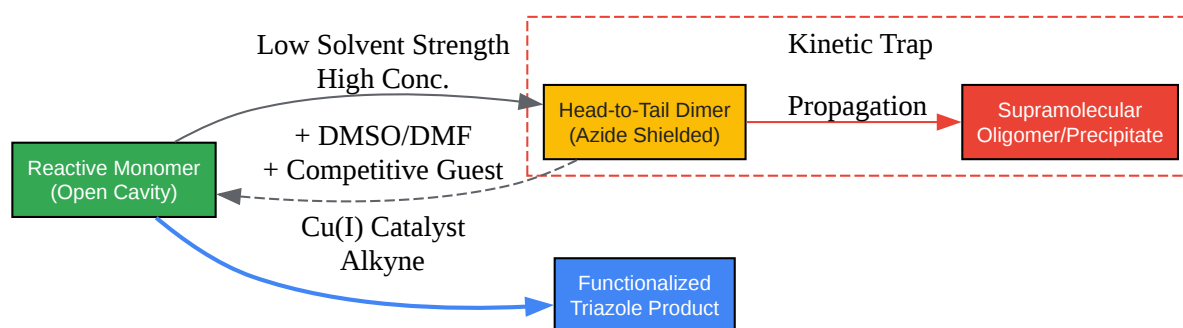 Low Solvent Strength
High Conc.
Kinetic Trap
Head-to-Tail Dimer
(Azide Shielded)
Propagation
Supramolecular
Oligomer/Precipitate
+ DMSO/DMF
+ Competitive Guest
Reactive Monomer
(Open Cavity)
Cu(I) Catalyst
Alkyne
Functionalized
Triazole Product